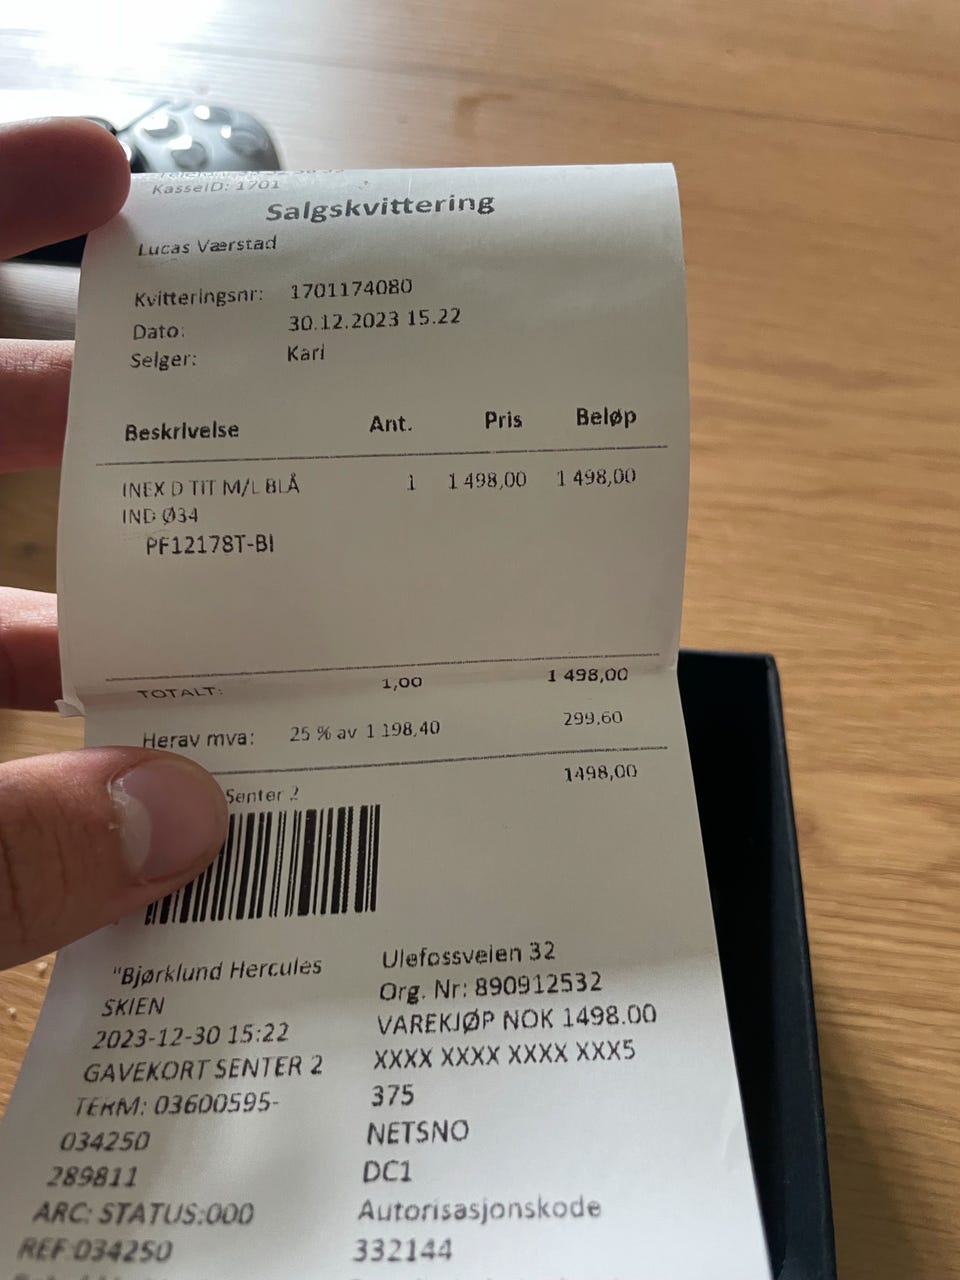 KasseID: 1701
Salgskvittering
Lucas Værstad
Kvitteringsnr: 1701174080
Dato: 30.12.2023 15.22
Selger: Kari
Beskrivelse Ant. Pris Beløp
INEX D TIT M/L BLÅ 1 1 498,00 1 498,00
IND Ø34
PF12178T-BI
TOTALT: 1,00 1 498,00
Herav mva: 25 % av 1 198,40 299,60
Senter 2 1498,00
"Bjørklund Hercules
SKIEN
2023-12-30 15:22
GAVEKORT SENTER 2
TERM: 03600595-
034250
289811
ARC: STATUS:000
REF:034250
Ulefossveien 32
Org. Nr: 890912532
VAREKJØP NOK 1498.00
XXXX XXXX XXXX XXX5
375
NETSNO
DC1
Autorisasjonskode
332144